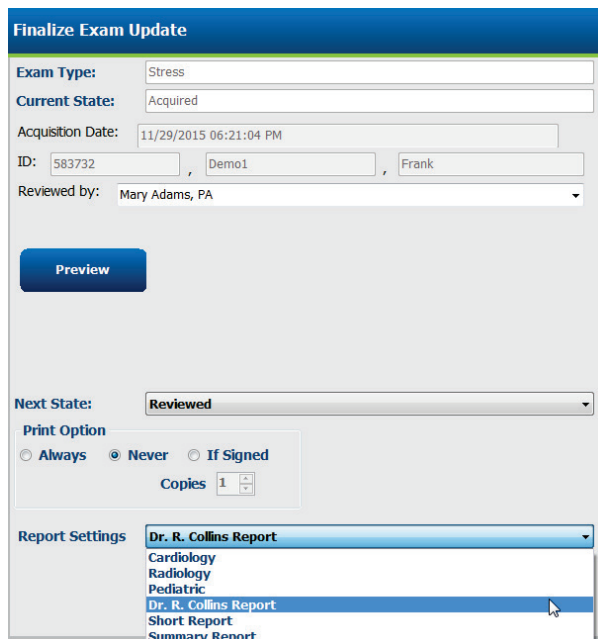 Finalize Exam Update
Exam Type: Stress
Current State: Acquired
Acquisition Date: 11/29/2015 06:21:04 PM
ID: 583732 , Demo1 , Frank
Reviewed by: Mary Adams, PA
Preview
Next State: Reviewed
Print Option
Always Never If Signed
Copies 1
Report Settings Dr. R. Collins Report
Cardiology
Radiology
Pediatric
Dr. R. Collins Report
Short Report
Summary Report